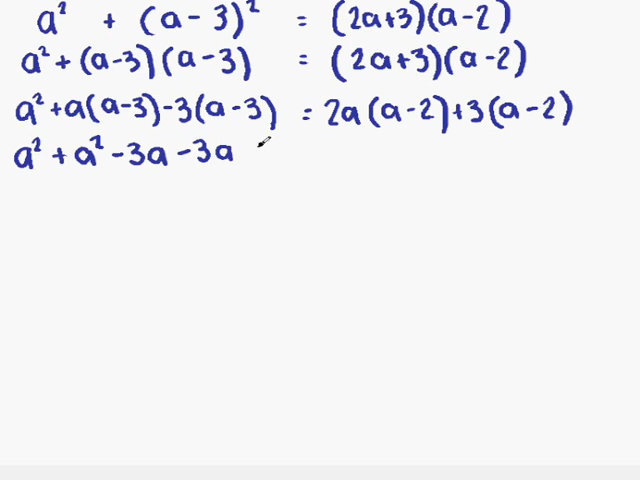 a² + (a - 3)² = (2a+3)(a-2)
a² + (a-3)(a-3) = (2a+3)(a-2)
a² + a(a-3) - 3(a-3) = 2a(a-2) + 3(a-2)
a² + a² - 3a - 3a